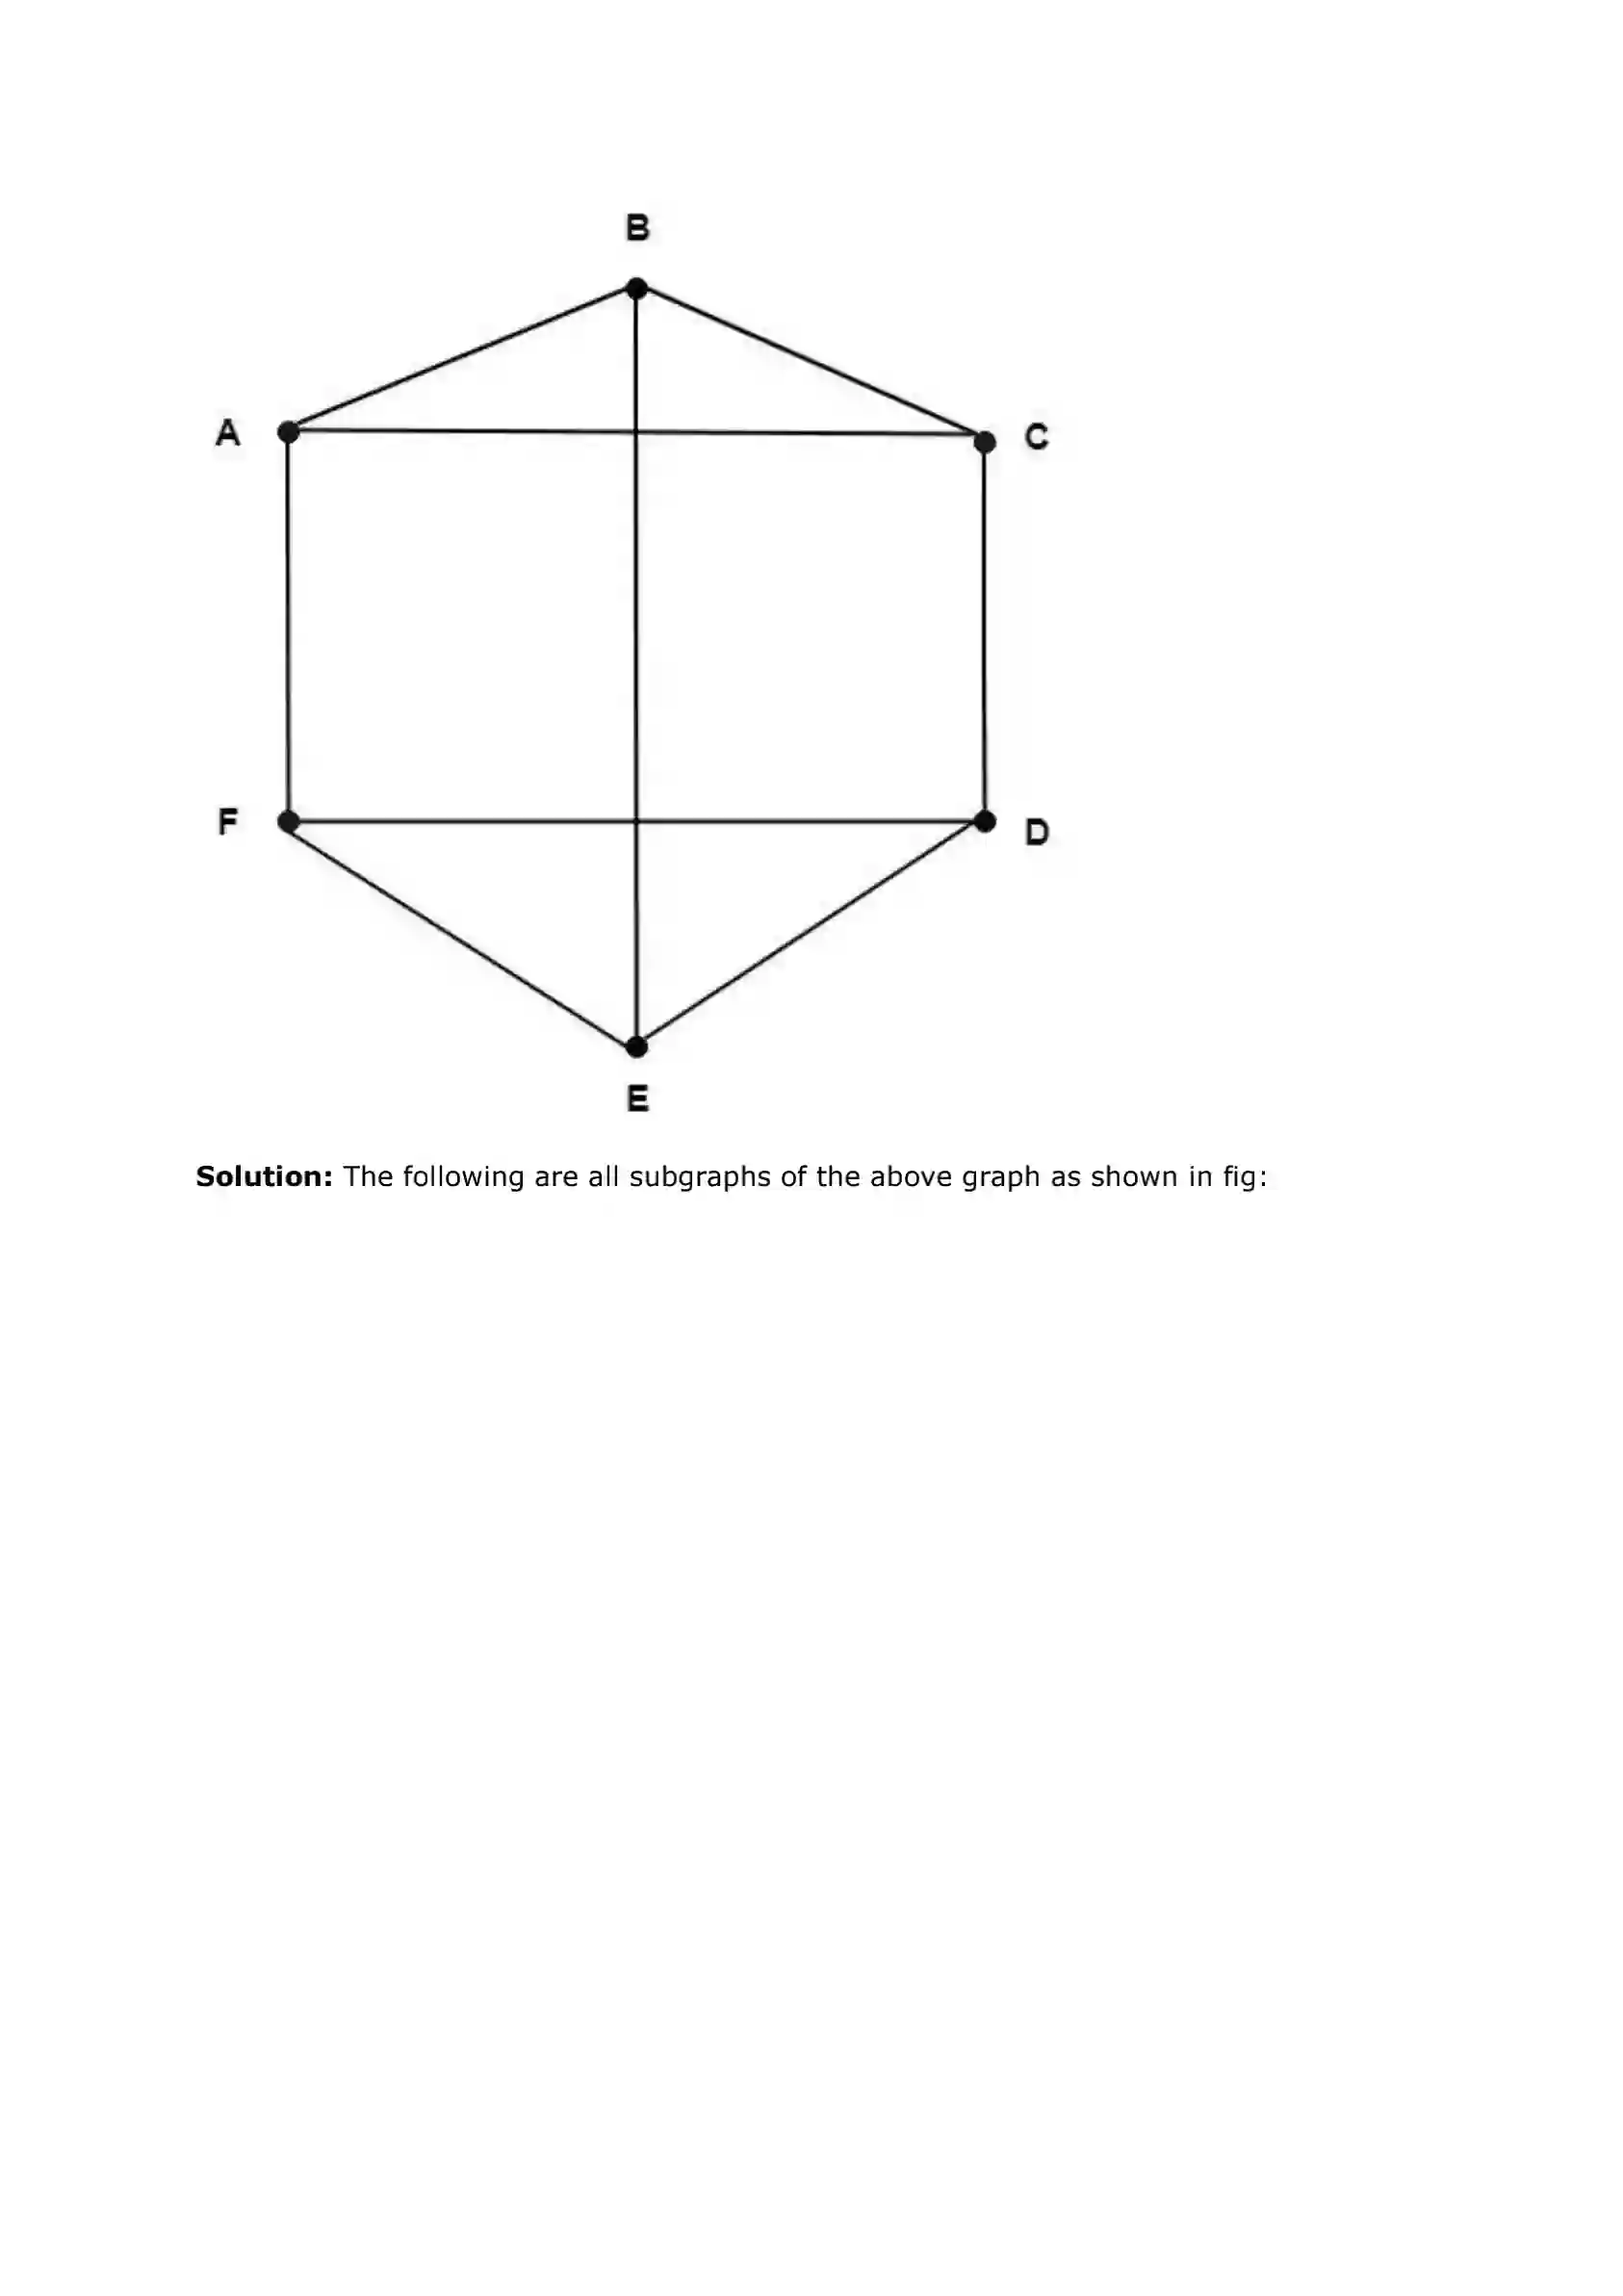 B
A
C
F
D
E
Solution: The following are all subgraphs of the above graph as shown in fig: